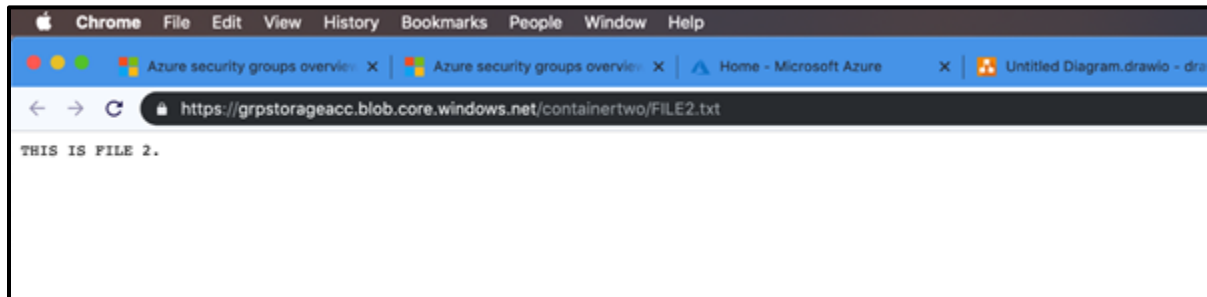 Chrome File Edit View History Bookmarks People Window Help
Azure security groups overview Azure security groups overview Home - Microsoft Azure Untitled Diagram.drawio - dra
https://grpstorageacc.blob.core.windows.net/containertwo/FILE2.txt
THIS IS FILE 2.